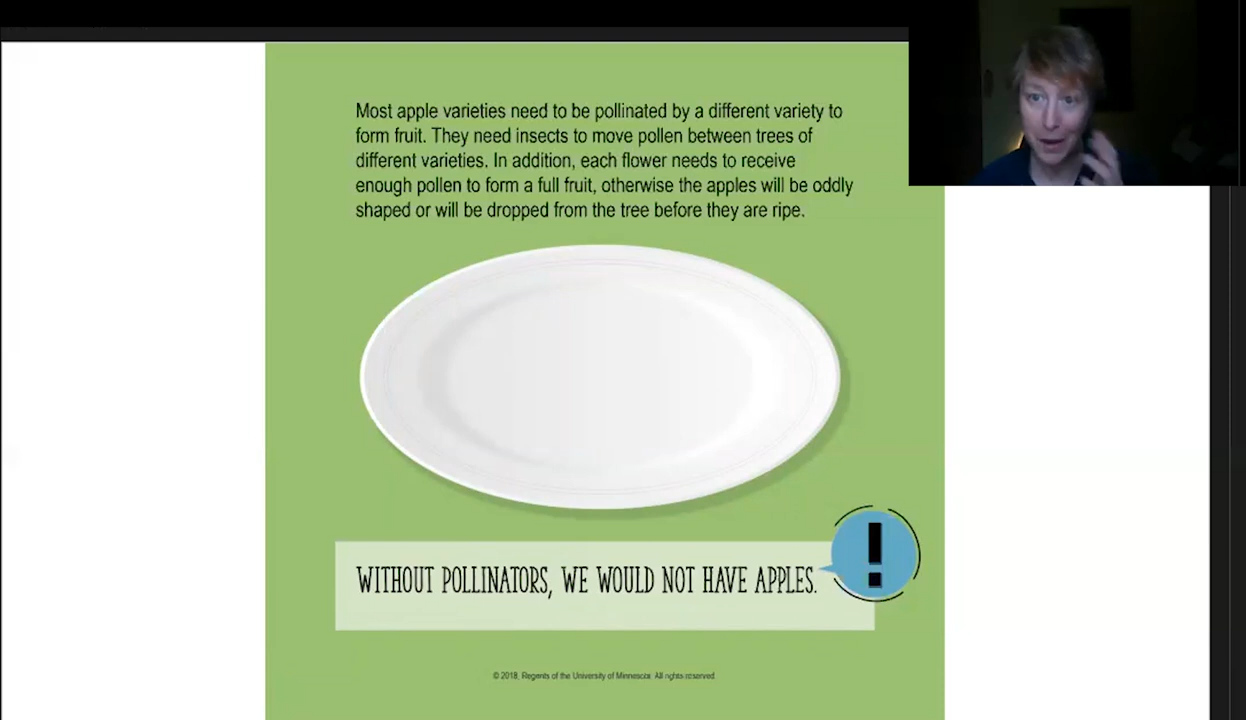 Most apple varieties need to be pollinated by a different variety to
form fruit. They need insects to move pollen between trees of
different varieties. In addition, each flower needs to receive
enough pollen to form a full fruit, otherwise the apples will be oddly
shaped or will be dropped from the tree before they are ripe.
WITHOUT POLLINATORS, WE WOULD NOT HAVE APPLES.
!
© 2018, Regents of the University of Minnesota. All rights reserved.